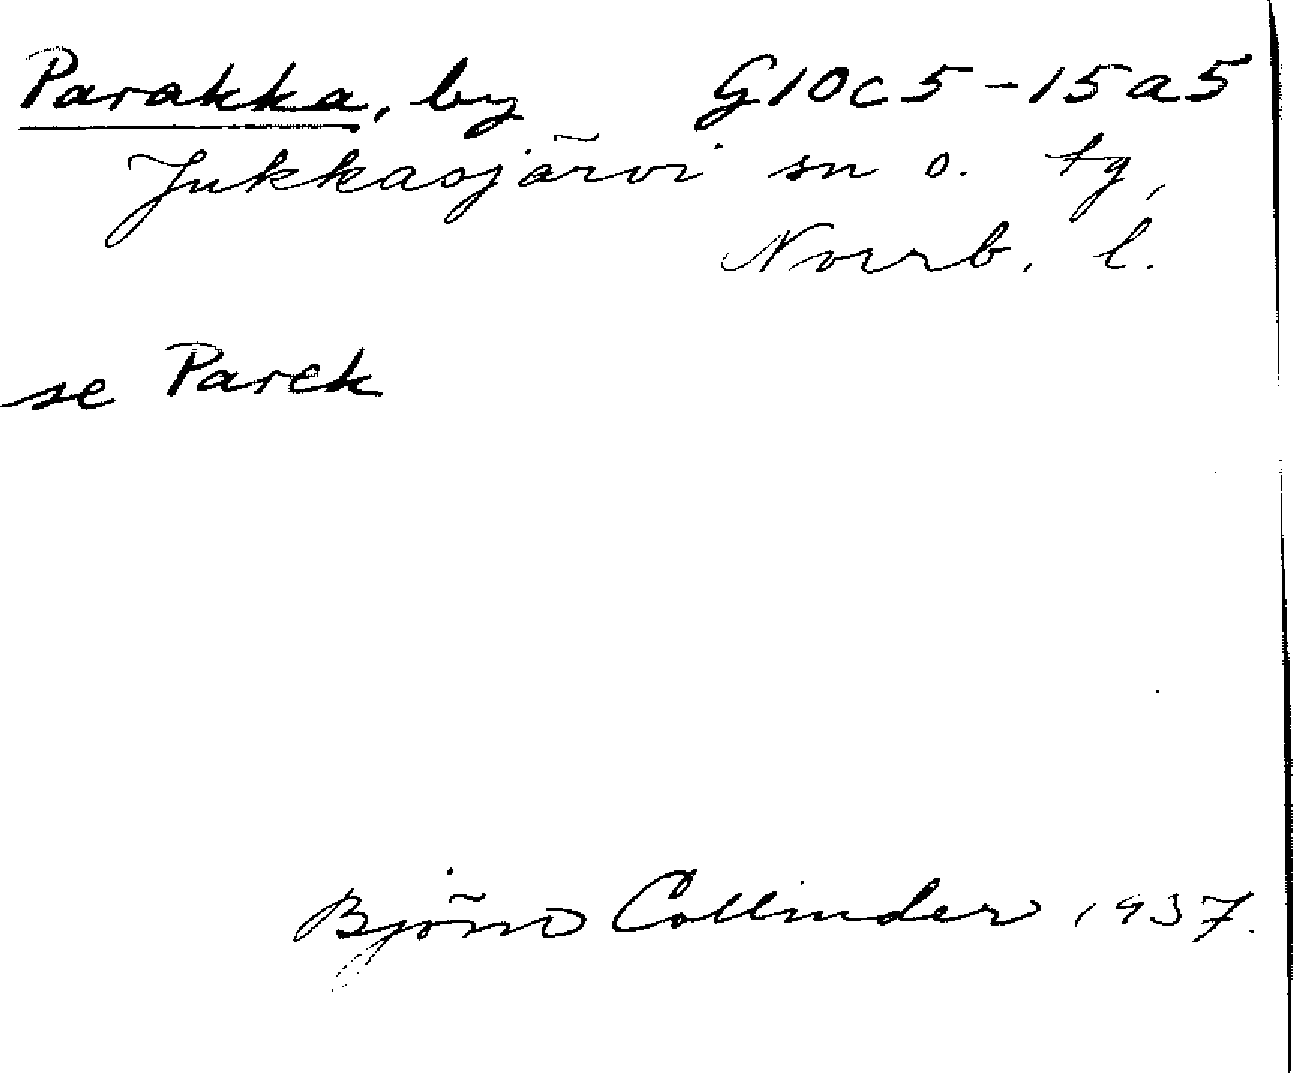 Parakka, by G10c5-15a5
Jukkasjärvi sn o. tg,
Norrb. l.
se Parek
Björn Collinder 1937.